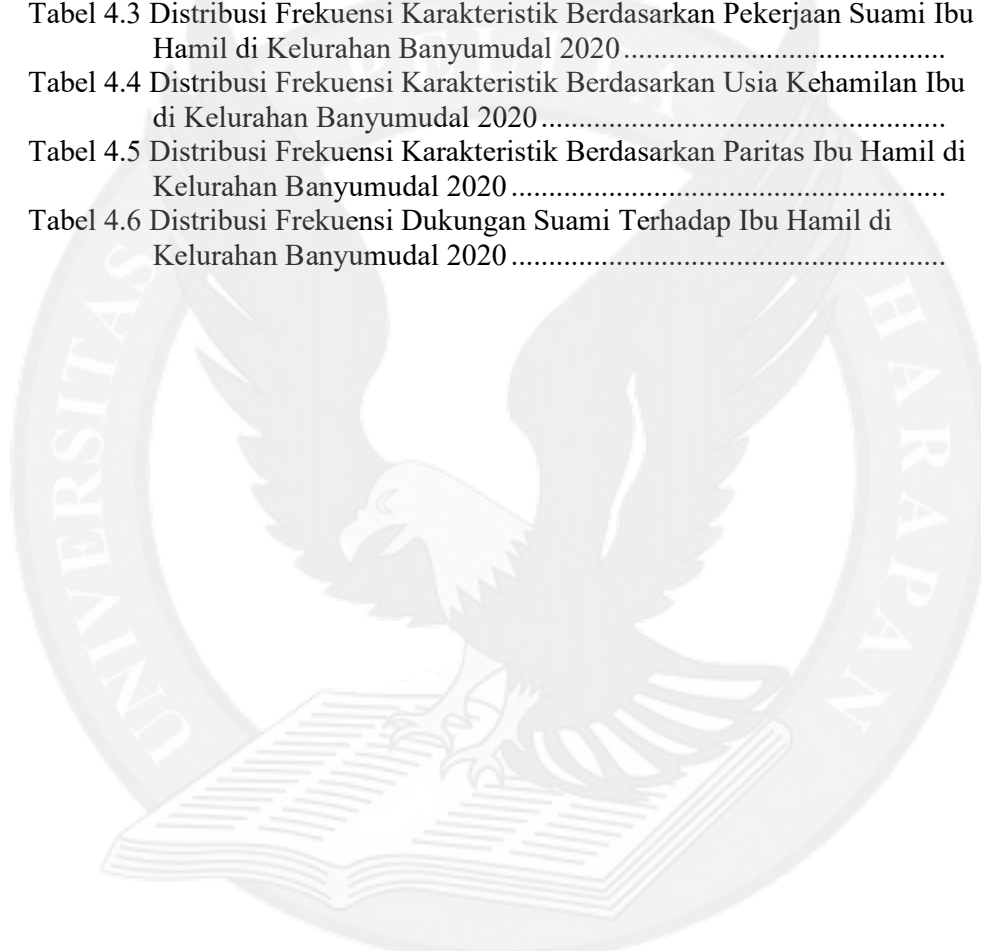 Tabel 4.3 Distribusi Frekuensi Karakteristik Berdasarkan Pekerjaan Suami Ibu
Hamil di Kelurahan Banyumudal 2020...........................................
Tabel 4.4 Distribusi Frekuensi Karakteristik Berdasarkan Usia Kehamilan Ibu
di Kelurahan Banyumudal 2020......................................................
Tabel 4.5 Distribusi Frekuensi Karakteristik Berdasarkan Paritas Ibu Hamil di
Kelurahan Banyumudal 2020..........................................................
Tabel 4.6 Distribusi Frekuensi Dukungan Suami Terhadap Ibu Hamil di
Kelurahan Banyumudal 2020..........................................................
UNIVERSITAS
PELITA
HARAPAN